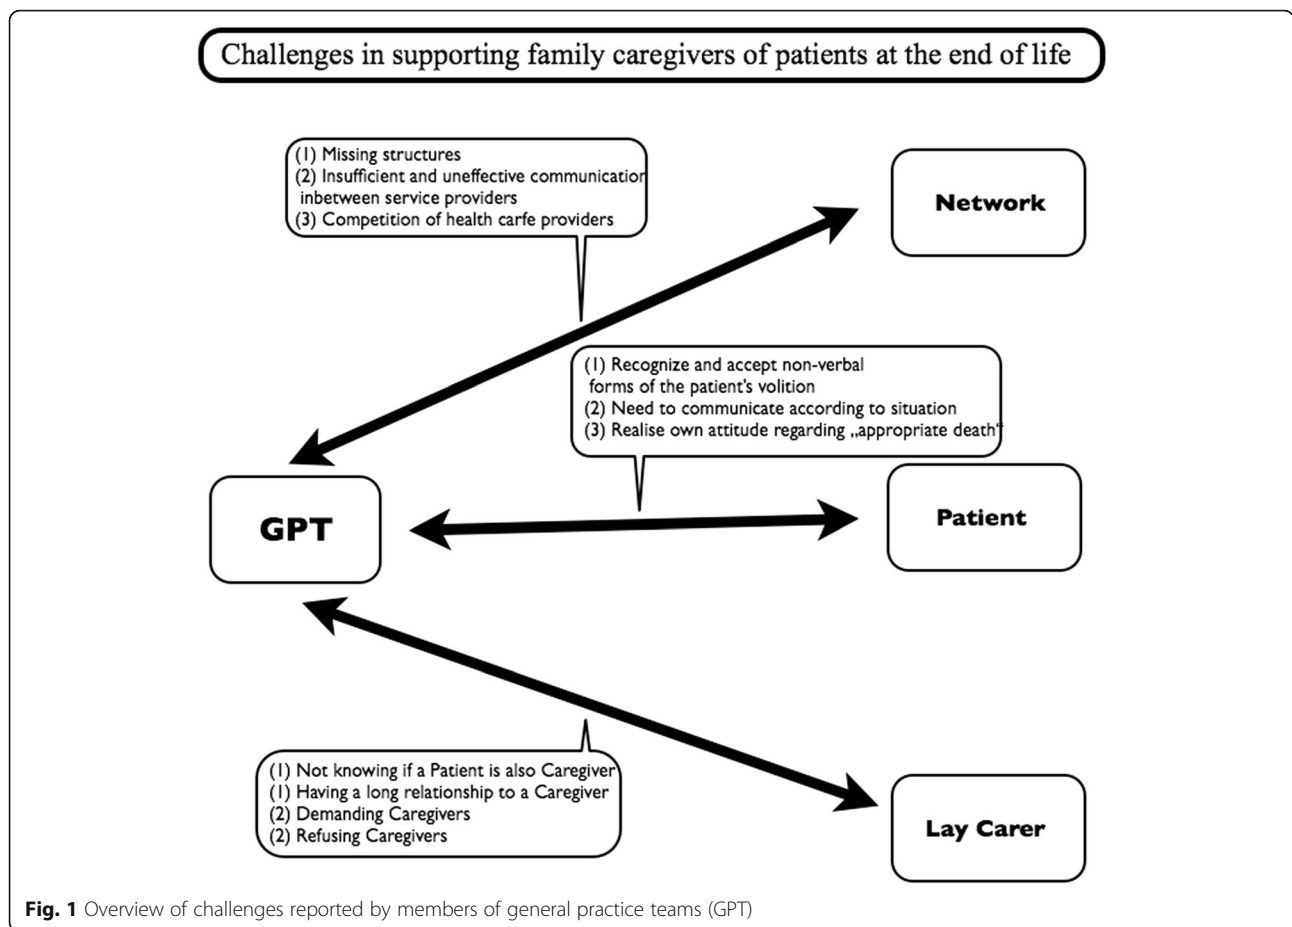 Challenges in supporting family caregivers of patients at the end of life
(1) Missing structures
(2) Insufficient and uneffective communication
inbetween service providers
(3) Competition of health carfe providers
Network
(1) Recognize and accept non-verbal
forms of the patient's volition
(2) Need to communicate according to situation
(3) Realise own attitude regarding „appropriate death“
GPT
Patient
(1) Not knowing if a Patient is also Caregiver
(1) Having a long relationship to a Caregiver
(2) Demanding Caregivers
(2) Refusing Caregivers
Lay Carer
Fig. 1 Overview of challenges reported by members of general practice teams (GPT)